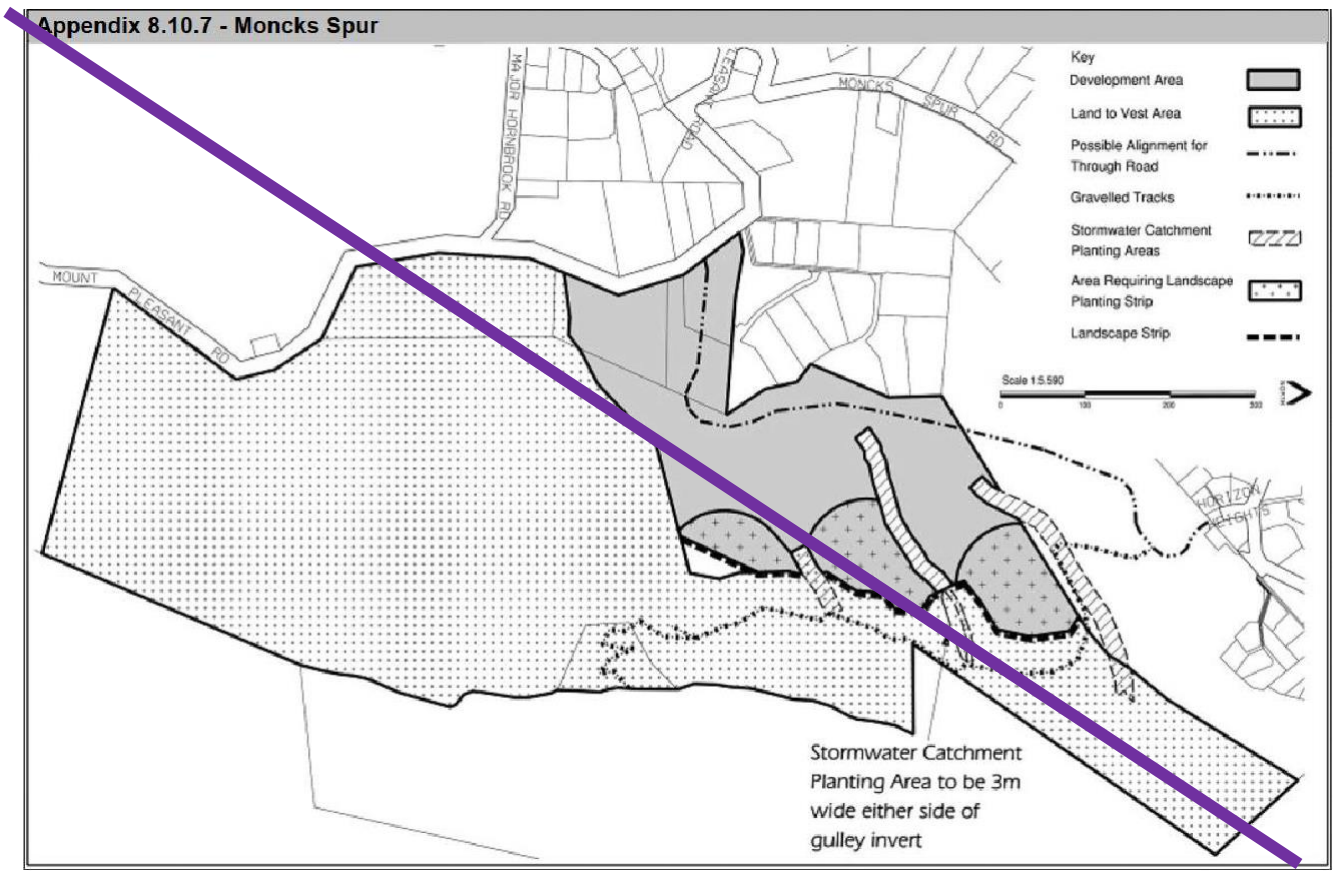 Appendix 8.10.7 - Moncks Spur
Key
Development Area
Land to Vest Area
Possible Alignment for
Through Road
Gravelled Tracks
Stormwater Catchment
Planting Areas
Area Requiring Landscape
Planting Strip
Landscape Strip
Scale 1:5,590
0 100 200 300
NORTH
MAJOR HORNBROOK RD
LEASANT ROAD
MONCKS SPUR RD
MOUNT PLEASANT RD
HORIZON
HEIGHTS
Stormwater Catchment
Planting Area to be 3m
wide either side of
gulley invert